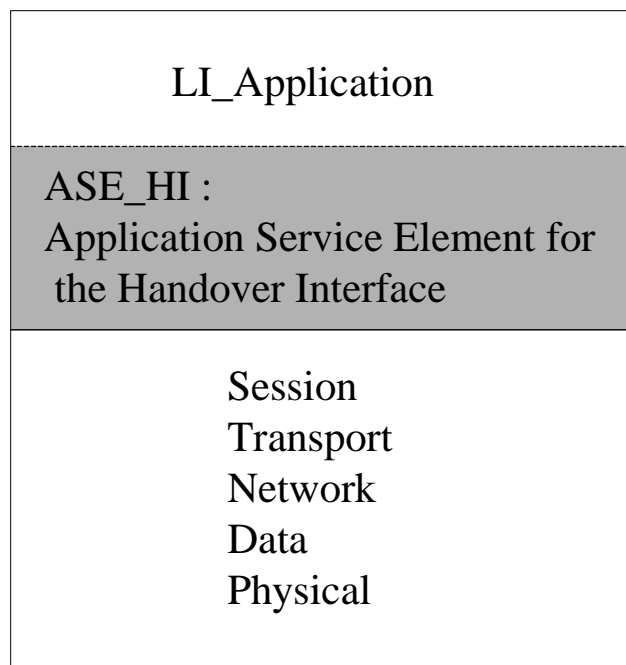 LI_Application
ASE_HI :
Application Service Element for
the Handover Interface
Session
Transport
Network
Data
Physical